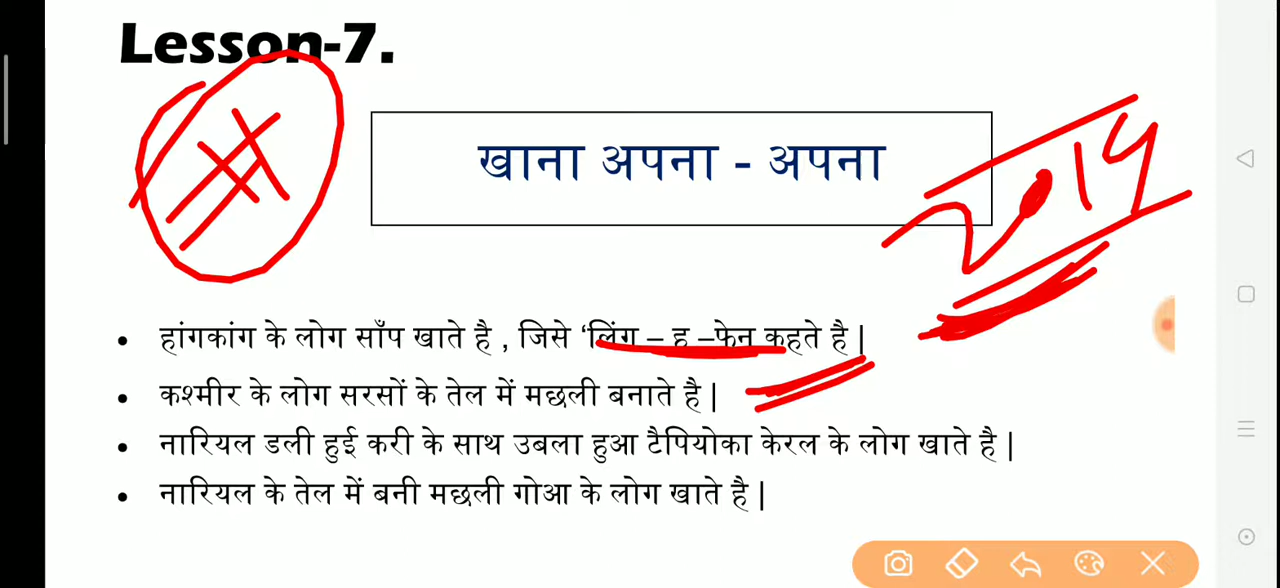 Lesson-7.
खाना अपना - अपना
2014
• हांगकांग के लोग साँप खाते है , जिसे ‘लिंग – ह –फेन कहते है |
• कश्मीर के लोग सरसों के तेल में मछली बनाते है |
• नारियल डली हुई करी के साथ उबला हुआ टैपियोका केरल के लोग खाते है |
• नारियल के तेल में बनी मछली गोआ के लोग खाते है |